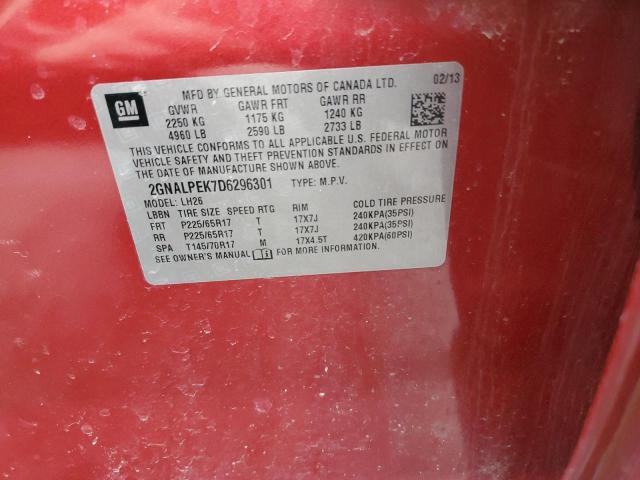 MFD BY GENERAL MOTORS OF CANADA LTD. 02/13
GM
GVWR GAWR FRT GAWR RR
2250 KG 1175 KG 1240 KG
4960 LB 2590 LB 2733 LB
THIS VEHICLE CONFORMS TO ALL APPLICABLE U.S. FEDERAL MOTOR
VEHICLE SAFETY AND THEFT PREVENTION STANDARDS IN EFFECT ON
THE DATE OF MANUFACTURE SHOWN ABOVE.
2GNALPEK7D6296301 TYPE: M.P.V.
MODEL: LH26
LBBN TIRE SIZE SPEED RTG RIM COLD TIRE PRESSURE
FRT P225/65R17 T 17X7J 240KPA(35PSI)
RR P225/65R17 T 17X7J 240KPA(35PSI)
SPA T145/70R17 M 17X4.5T 420KPA(60PSI)
SEE OWNER'S MANUAL FOR MORE INFORMATION.